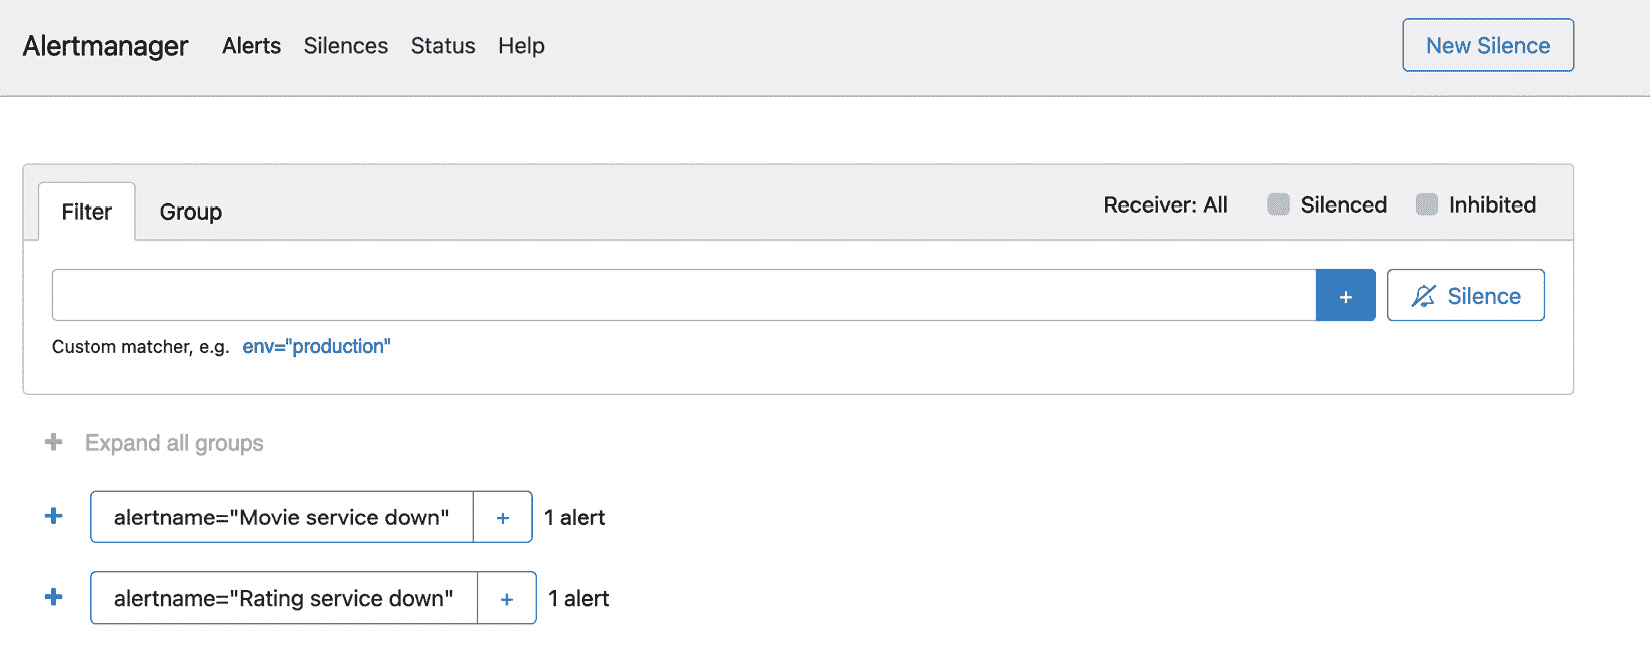 Alertmanager Alerts Silences Status Help New Silence
Filter Group Receiver: All Silenced Inhibited
+ Silence
Custom matcher, e.g. env="production"
+ Expand all groups
+ alertname="Movie service down" + 1 alert
+ alertname="Rating service down" + 1 alert